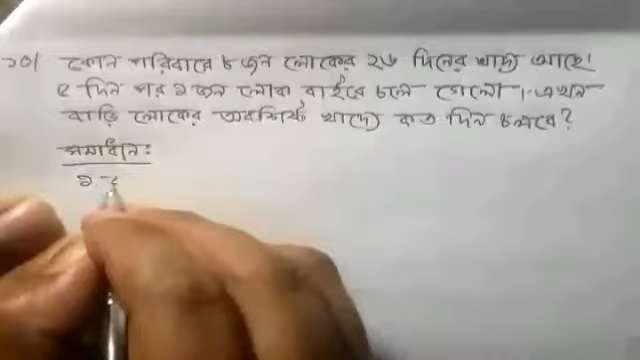 ১০। কোন পরিবারে ৮ জন লোকের ২৬ দিনের খাদ্য আছে।
৫ দিন পর ১ জন লোক বাইরে চলে গেলো। এখন
বাড়ি লোকের অবশিষ্ট খাদ্যে কত দিন চলবে?
সমাধান: